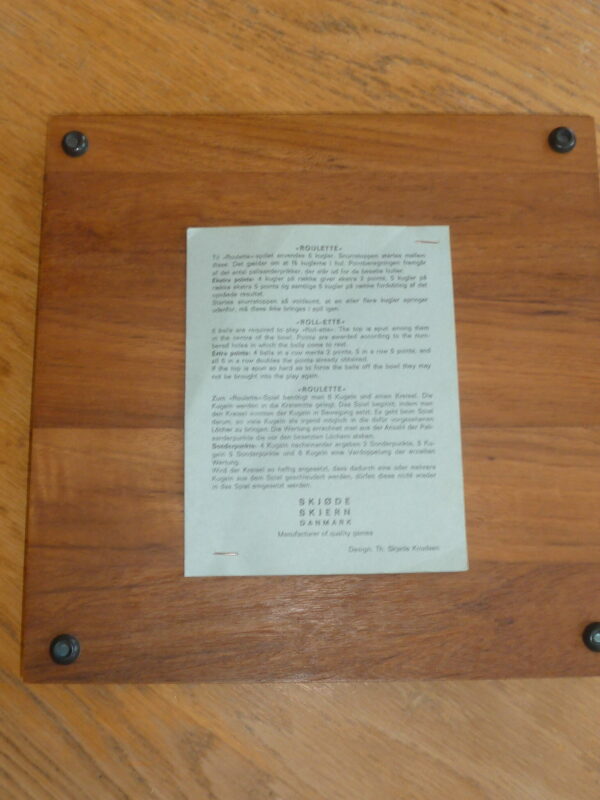 »ROULETTE«
Til »Roulette«-spillet anvendes 6 kugler. Snurretoppen startes mellem
disse. Det gælder om at få kuglerne i hul. Pointberegningen fremgår
af det antal palisanderprikker, der står ud for de besatte huller.
Ekstra points: 4 kugler på række giver ekstra 2 points, 5 kugler på
række ekstra 5 points og samtlige 6 kugler på række fordobling af det
opnåede resultat.
Startes snurretoppen så voldsomt, at en eller flere kugler springer
udenfor, må disse ikke bringes i spil igen.
»ROLL-ETTE«
6 balls are required to play »Roll-ette«. The top is spun among them
in the centre of the bowl. Points are awarded according to the num-
bered holes in which the balls come to rest.
Extra points: 4 balls in a row merits 2 points, 5 in a row 5 points, and
all 6 in a row doubles the points already obtained.
If the top is spun so hard as to force the balls off the bowl they may
not be brought into the play again.
»ROULETTE«
Zum »Roulette«-Spiel benötigt man 6 Kugeln und einen Kreisel. Die
Kugeln werden in die Kreismitte gelegt. Das Spiel beginnt, indem man
den Kreisel inmitten der Kugeln in Bewegung setzt. Es geht beim Spiel
darum, so viele Kugeln als irgend möglich in die dafür vorgesehenen
Löcher zu bringen. Die Wertung errechnet man aus der Anzahl der Pali-
sanderpunkte die vor den besetzten Löchern stehen.
Sonderpunkte: 4 Kugeln nacheinander ergeben 2 Sonderpunkte, 5 Ku-
geln 5 Sonderpunkte und 6 Kugeln eine Verdoppelung der erzielten
Wertung.
Wird der Kreisel so heftig angesetzt, dass dadurch eine oder mehrere
Kugeln aus dem Spiel geschleudert werden, dürfen diese nicht wieder
in das Spiel eingesetzt werden.
SKJØDE
SKJERN
DANMARK
Manufacturer of quality games
Design: Th. Skjøde Knudsen